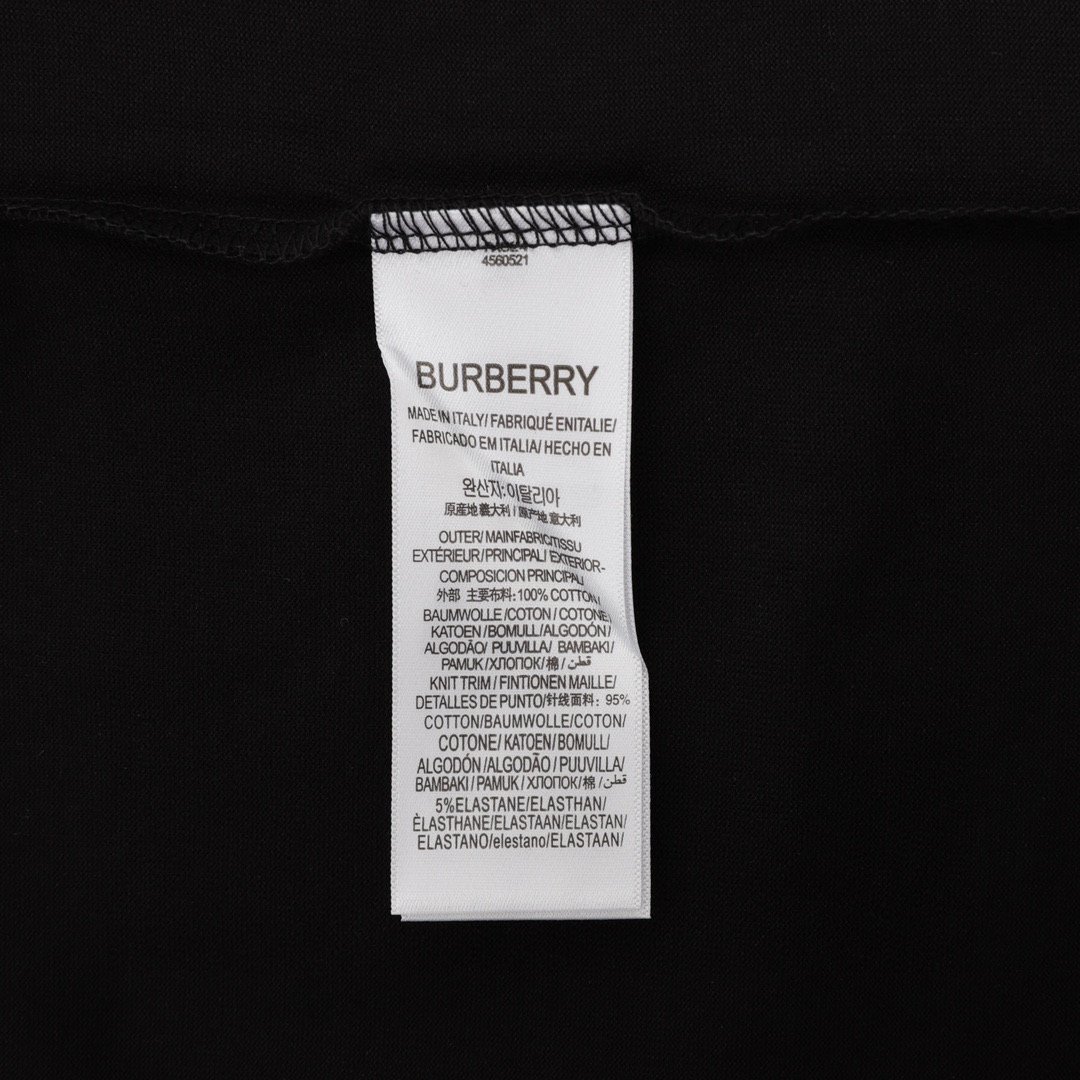 4560521
BURBERRY
MADE IN ITALY/ FABRIQUÉ ENITALIE/
FABRICADO EM ITALIA/ HECHO EN
ITALIA
완산지:이탈리아
原産地義大利 / 原产地 意大利
OUTER/ MAINFABRIC/TISSU
EXTÉRIEUR/PRINCIPAL/ EXTERIOR-
COMPOSICION PRINCIPAL/
外部 主要布料: 100% COTTON/
BAUMWOLLE /COTON / COTONE/
KATOEN /BOMULL/ALGODÓN/
ALGODÃO/ PUUVILLA/ BAMBAKI/
PAMUK /ХЛОПОК/棉/ قطن
KNIT TRIM / FINTIONEN MAILLE/
DETALLES DE PUNTO/针线面料: 95%
COTTON/BAUMWOLLE/COTON/
COTONE / KATOEN/BOMULL/
ALGODÓN /ALGODÃO / PUUVILLA/
BAMBAKI / PAMUK / ХЛОПОК/棉 / قطن/
5%ELASTANE/ELASTHAN/
ÈLASTHANE/ELASTAAN/ELASTAN/
ELASTANO/elestano/ELASTAAN/